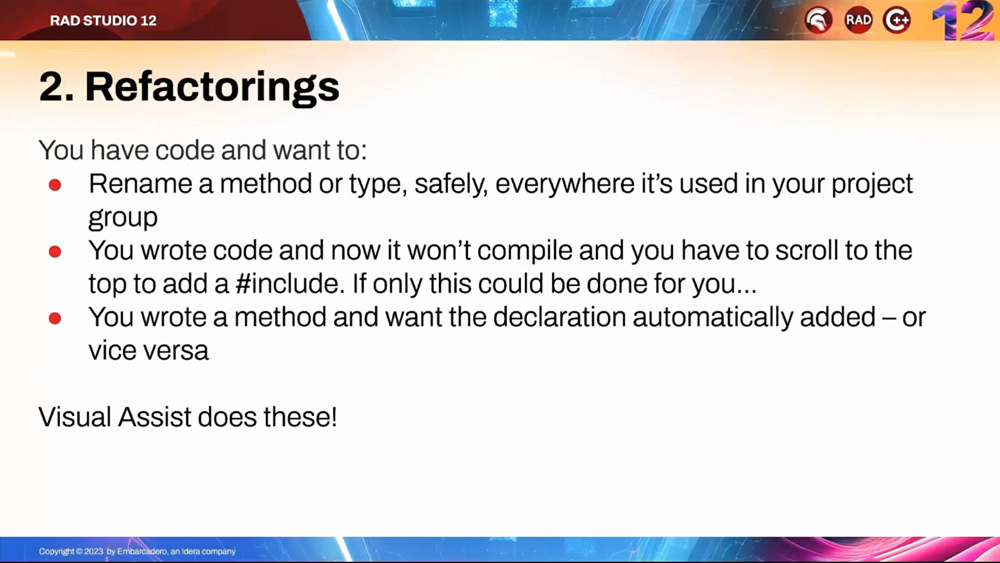 RAD STUDIO 12
RAD
C++
12
2. Refactorings
You have code and want to:
● Rename a method or type, safely, everywhere it’s used in your project
group
● You wrote code and now it won’t compile and you have to scroll to the
top to add a #include. If only this could be done for you...
● You wrote a method and want the declaration automatically added – or
vice versa
Visual Assist does these!
Copyright © 2023 by Embarcadero, an Idera company